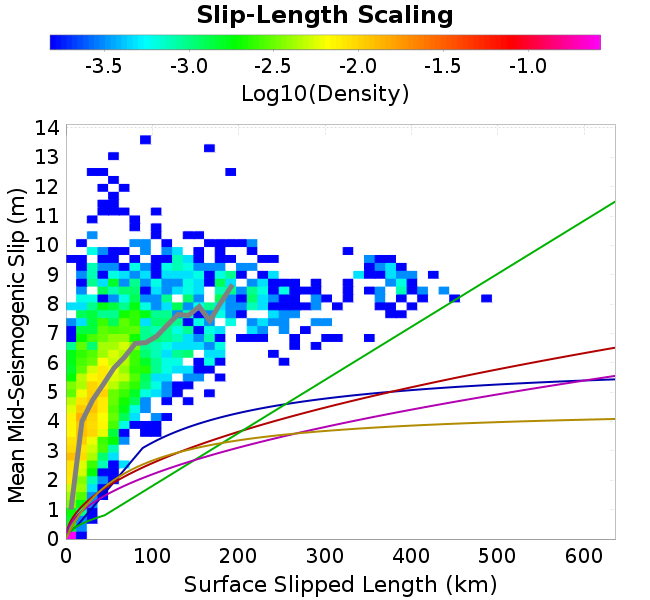 Slip-Length Scaling
-3.5 -3.0 -2.5 -2.0 -1.5 -1.0
Log10(Density)
14
13
12
11
10
9
8
7
6
5
4
3
2
1
0
Mean Mid-Seismogenic Slip (m)
0 100 200 300 400 500 600
Surface Slipped Length (km)